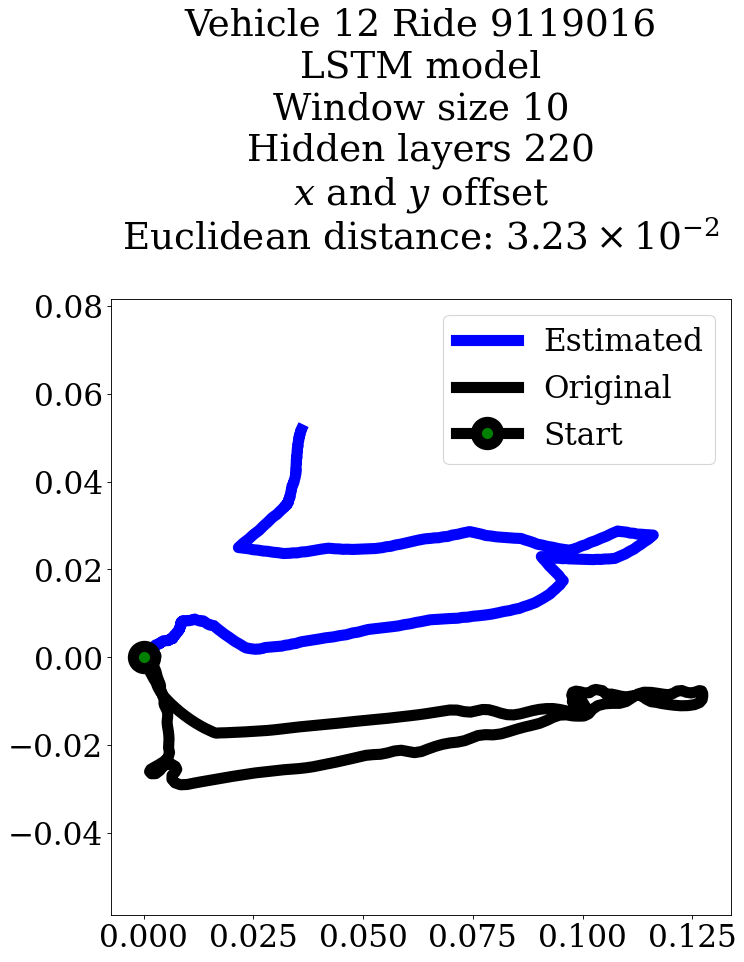 Vehicle 12 Ride 9119016
LSTM model
Window size 10
Hidden layers 220
x and y offset
Euclidean distance: 3.23 × 10⁻²
0.08
0.06
0.04
0.02
0.00
−0.02
−0.04
Estimated
Original
Start
0.000 0.025 0.050 0.075 0.100 0.125